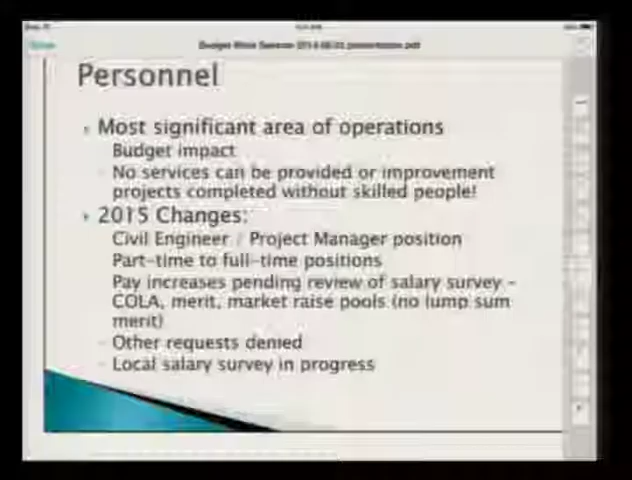 Personnel
Most significant area of operations
Budget impact
No services can be provided or improvement
projects completed without skilled people!
2015 Changes:
Civil Engineer / Project Manager position
Part-time to full-time positions
Pay increases pending review of salary survey -
COLA, merit, market raise pools (no lump sum
merit)
Other requests denied
Local salary survey in progress